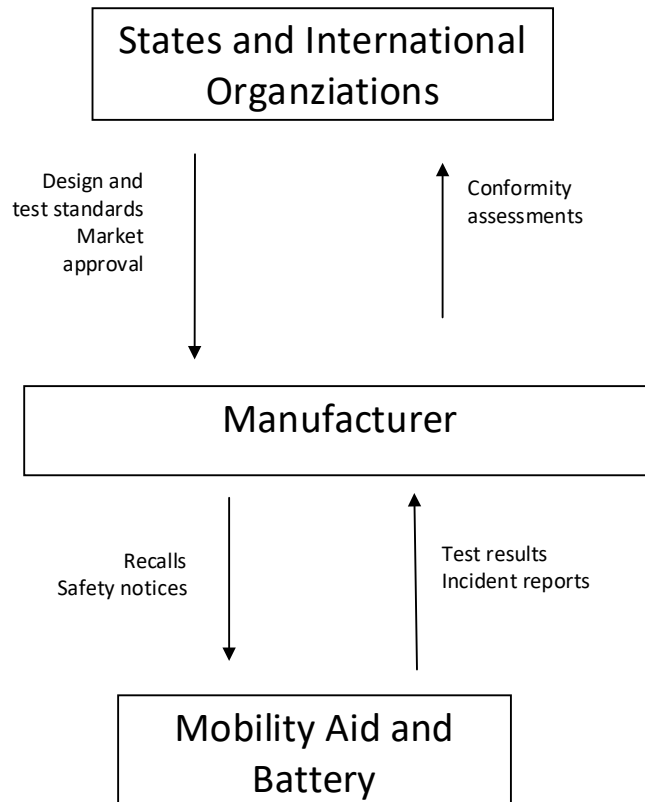 States and International
Organziations
Design and
test standards
Market
approval
Conformity
assessments
Manufacturer
Recalls
Safety notices
Test results
Incident reports
Mobility Aid and
Battery